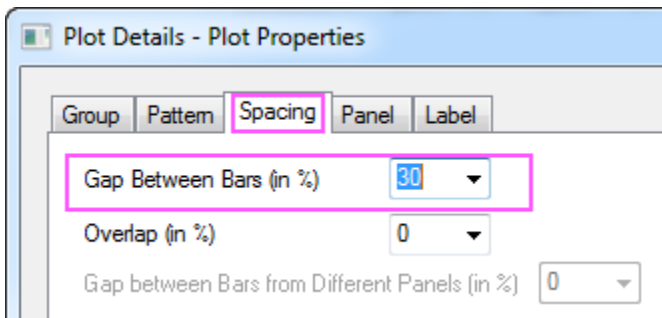 Plot Details - Plot Properties
Group Pattern Spacing Panel Label
Gap Between Bars (in %) 30
Overlap (in %) 0
Gap between Bars from Different Panels (in %) 0